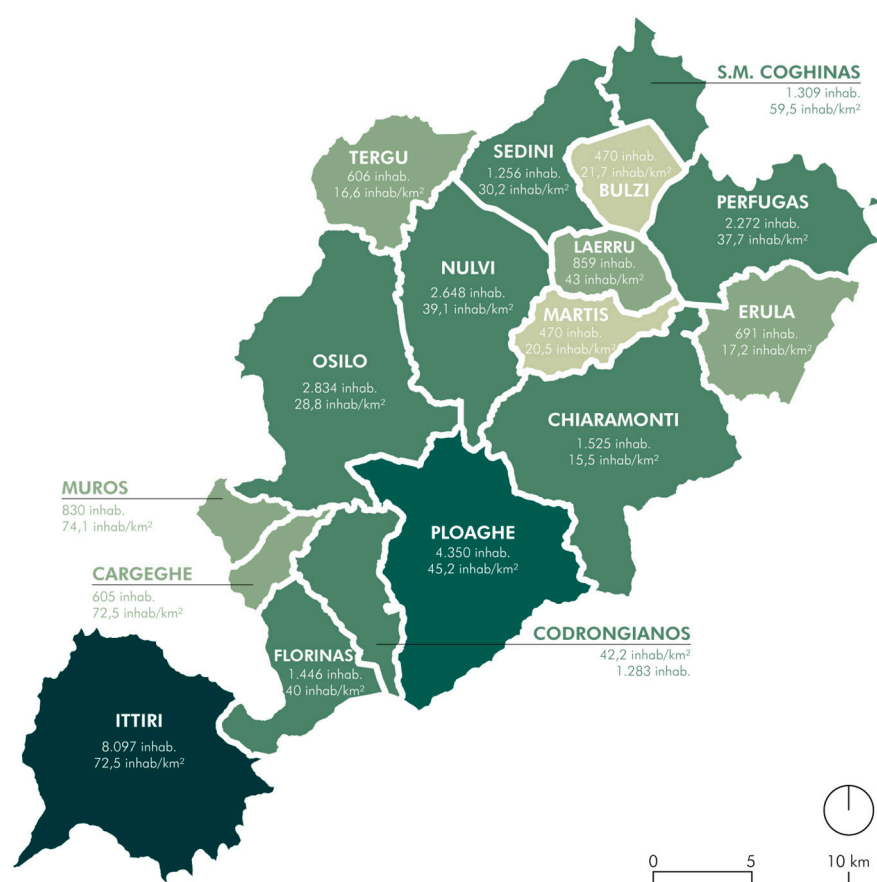 S.M. COGHINAS
1.309 inhab.
59,5 inhab/km²
TERGU
606 inhab.
16,6 inhab/km²
SEDINI
1.256 inhab.
30,2 inhab/km²
470 inhab.
21,7 inhab/km²
BULZI
PERFUGAS
2.272 inhab.
37,7 inhab/km²
NULVI
2.648 inhab.
39,1 inhab/km²
LAERRU
859 inhab.
43 inhab/km²
MARTIS
470 inhab.
20,5 inhab/km²
ERULA
691 inhab.
17,2 inhab/km²
OSILO
2.834 inhab.
28,8 inhab/km²
CHIARAMONTI
1.525 inhab.
15,5 inhab/km²
MUROS
830 inhab.
74,1 inhab/km²
PLOAGHE
4.350 inhab.
45,2 inhab/km²
CARGEGHE
605 inhab.
72,5 inhab/km²
CODRONGIANOS
42,2 inhab/km²
1.283 inhab.
FLORINAS
1.446 inhab.
40 inhab/km²
ITTIRI
8.097 inhab.
72,5 inhab/km²
0 5 10 km